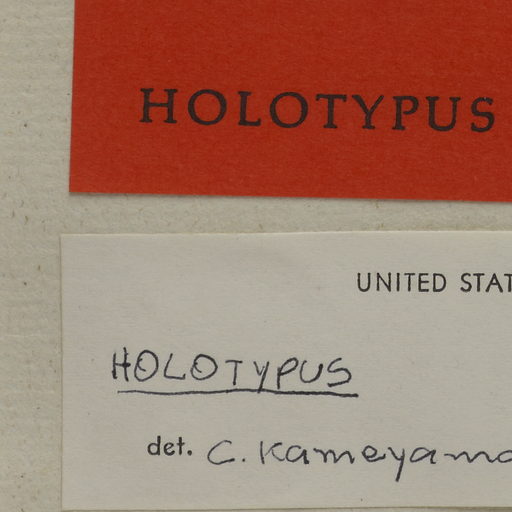 HOLOTYPUS
UNITED STAT
HOLOTYPUS
det. C. Kameyama